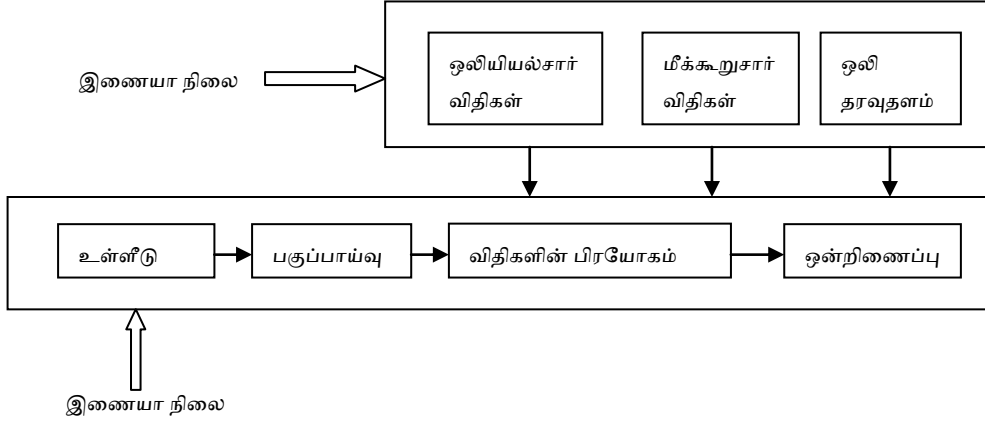 இணையா நிலை
ஒலியியல்சார்
விதிகள்
மீக்கூறுசார்
விதிகள்
ஒலி
தரவுதளம்
உள்ளீடு
பகுப்பாய்வு
விதிகளின் பிரயோகம்
ஒன்றிணைப்பு
இணையா நிலை